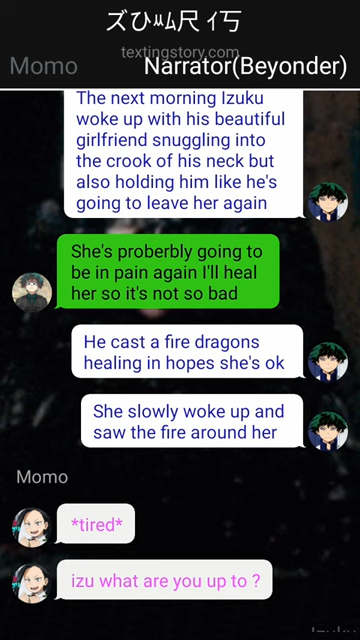 ズひﾑﾶ尺 ｲ丂
textingstory.com
Momo
Narrator(Beyonder)
The next morning Izuku
woke up with his beautiful
girlfriend snuggling into
the crook of his neck but
also holding him like he's
going to leave her again
She's proberbly going to
be in pain again I'll heal
her so it's not so bad
He cast a fire dragons
healing in hopes she's ok
She slowly woke up and
saw the fire around her
Momo
*tired*
izu what are you up to ?